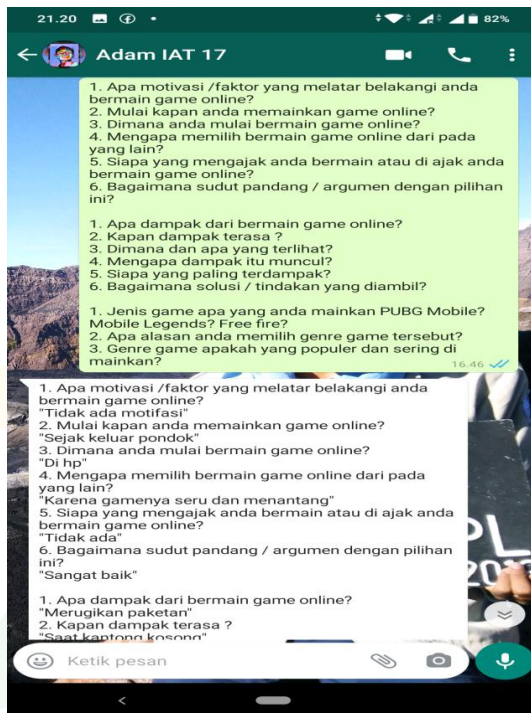 21.20
82%
Adam IAT 17
1. Apa motivasi /faktor yang melatar belakangi anda
bermain game online?
2. Mulai kapan anda memainkan game online?
3. Dimana anda mulai bermain game online?
4. Mengapa memilih bermain game online dari pada
yang lain?
5. Siapa yang mengajak anda bermain atau di ajak anda
bermain game online?
6. Bagaimana sudut pandang / argumen dengan pilihan
ini?
1. Apa dampak dari bermain game online?
2. Kapan dampak terasa ?
3. Dimana dan apa yang terlihat?
4. Mengapa dampak itu muncul?
5. Siapa yang paling terdampak?
6. Bagaimana solusi / tindakan yang diambil?
1. Jenis game apa yang anda mainkan PUBG Mobile?
Mobile Legends? Free fire?
2. Apa alasan anda memilih genre game tersebut?
3. Genre game apakah yang populer dan sering di
mainkan?
16.46
1. Apa motivasi /faktor yang melatar belakangi anda
bermain game online?
"Tidak ada motifasi"
2. Mulai kapan anda memainkan game online?
"Sejak keluar pondok"
3. Dimana anda mulai bermain game online?
"Di hp"
4. Mengapa memilih bermain game online dari pada
yang lain?
"Karena gamenya seru dan menantang"
5. Siapa yang mengajak anda bermain atau di ajak anda
bermain game online?
"Tidak ada"
6. Bagaimana sudut pandang / argumen dengan pilihan
ini?
"Sangat baik"
1. Apa dampak dari bermain game online?
"Merugikan paketan"
2. Kapan dampak terasa ?
"Saat kantong kosong"
Ketik pesan